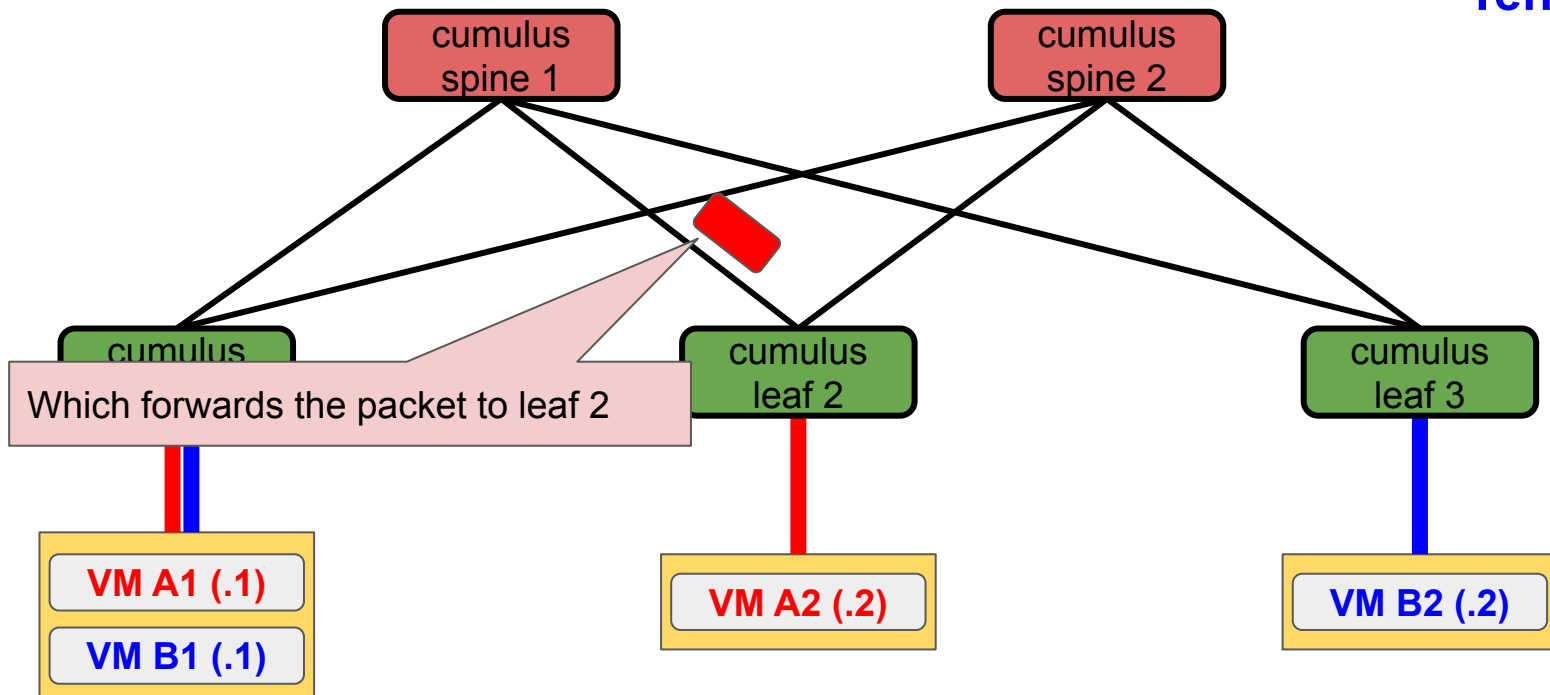 cumulus
spine 1
cumulus
spine 2
cumulus
Which forwards the packet to leaf 2
cumulus
leaf 2
cumulus
leaf 3
VM A1 (.1)
VM B1 (.1)
VM A2 (.2)
VM B2 (.2)